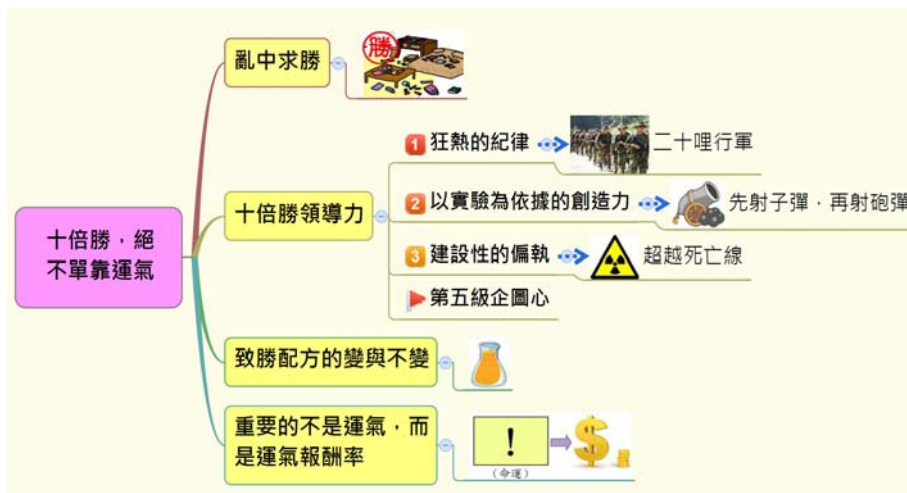 亂中求勝
勝
1 狂熱的紀律
二十哩行軍
十倍勝領導力
2 以實驗為依據的創造力
先射子彈，再射砲彈
十倍勝，絕
不單靠運氣
3 建設性的偏執
超越死亡線
第五級企圖心
致勝配方的變與不變
重要的不是運氣，而
是運氣報酬率
!
(命運)
$